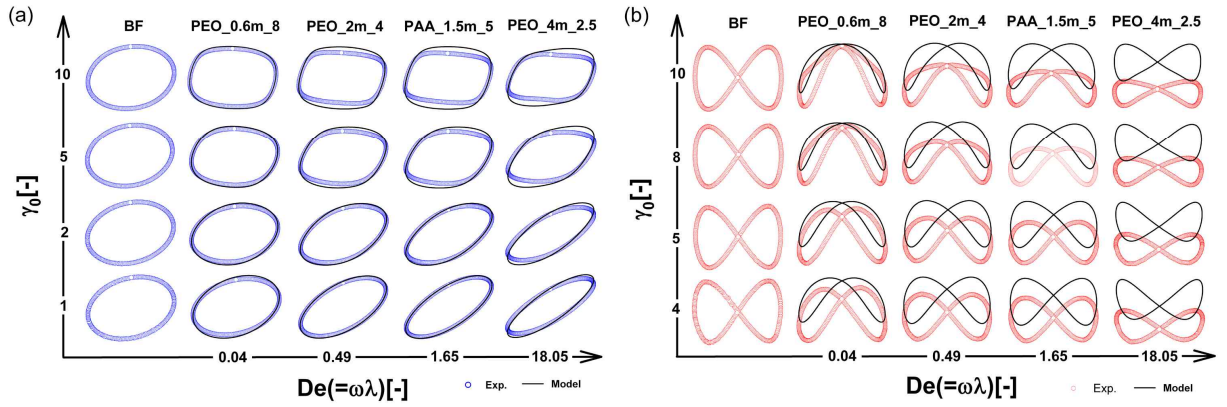 (a)
BF PEO_0.6m_8 PEO_2m_4 PAA_1.5m_5 PEO_4m_2.5
10
5
2
1
γ₀[-]
0.04 0.49 1.65 18.05
De(=ωλ)[-]
Exp. Model
(b)
BF PEO_0.6m_8 PEO_2m_4 PAA_1.5m_5 PEO_4m_2.5
10
8
5
4
γ₀[-]
0.04 0.49 1.65 18.05
De(=ωλ)[-]
Exp. Model